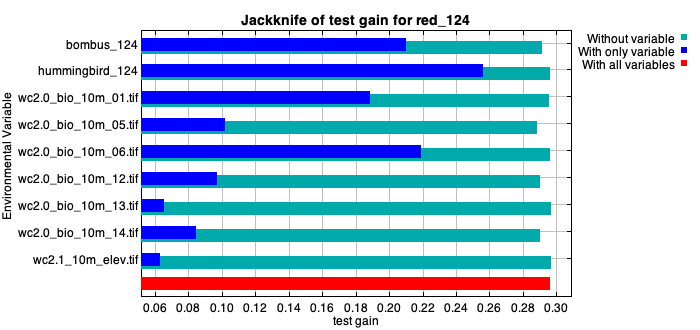 Jackknife of test gain for red_124
Without variable
With only variable
With all variables
Environmental Variable
bombus_124
hummingbird_124
wc2.0_bio_10m_01.tif
wc2.0_bio_10m_05.tif
wc2.0_bio_10m_06.tif
wc2.0_bio_10m_12.tif
wc2.0_bio_10m_13.tif
wc2.0_bio_10m_14.tif
wc2.1_10m_elev.tif
0.06 0.08 0.10 0.12 0.14 0.16 0.18 0.20 0.22 0.24 0.26 0.28 0.30
test gain